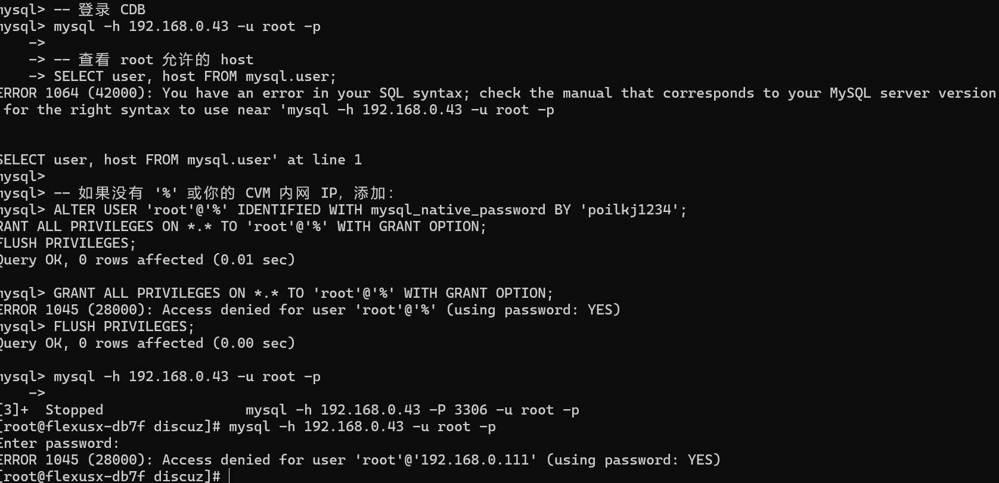 mysql> -- 登录 CDB
mysql> mysql -h 192.168.0.43 -u root -p
    ->
    -> -- 查看 root 允许的 host
    -> SELECT user, host FROM mysql.user;
ERROR 1064 (42000): You have an error in your SQL syntax; check the manual that corresponds to your MySQL server version
 for the right syntax to use near 'mysql -h 192.168.0.43 -u root -p
SELECT user, host FROM mysql.user' at line 1
mysql>
mysql> -- 如果没有 '%' 或你的 CVM 内网 IP，添加：
mysql> ALTER USER 'root'@'%' IDENTIFIED WITH mysql_native_password BY 'poilkj1234';
RANT ALL PRIVILEGES ON *.* TO 'root'@'%' WITH GRANT OPTION;
FLUSH PRIVILEGES;
Query OK, 0 rows affected (0.01 sec)
mysql> GRANT ALL PRIVILEGES ON *.* TO 'root'@'%' WITH GRANT OPTION;
ERROR 1045 (28000): Access denied for user 'root'@'%' (using password: YES)
mysql> FLUSH PRIVILEGES;
Query OK, 0 rows affected (0.00 sec)
mysql> mysql -h 192.168.0.43 -u root -p
    ->
[3]+  Stopped                 mysql -h 192.168.0.43 -P 3306 -u root -p
[root@flexusx-db7f discuz]# mysql -h 192.168.0.43 -u root -p
Enter password:
ERROR 1045 (28000): Access denied for user 'root'@'192.168.0.111' (using password: YES)
[root@flexusx-db7f discuz]#